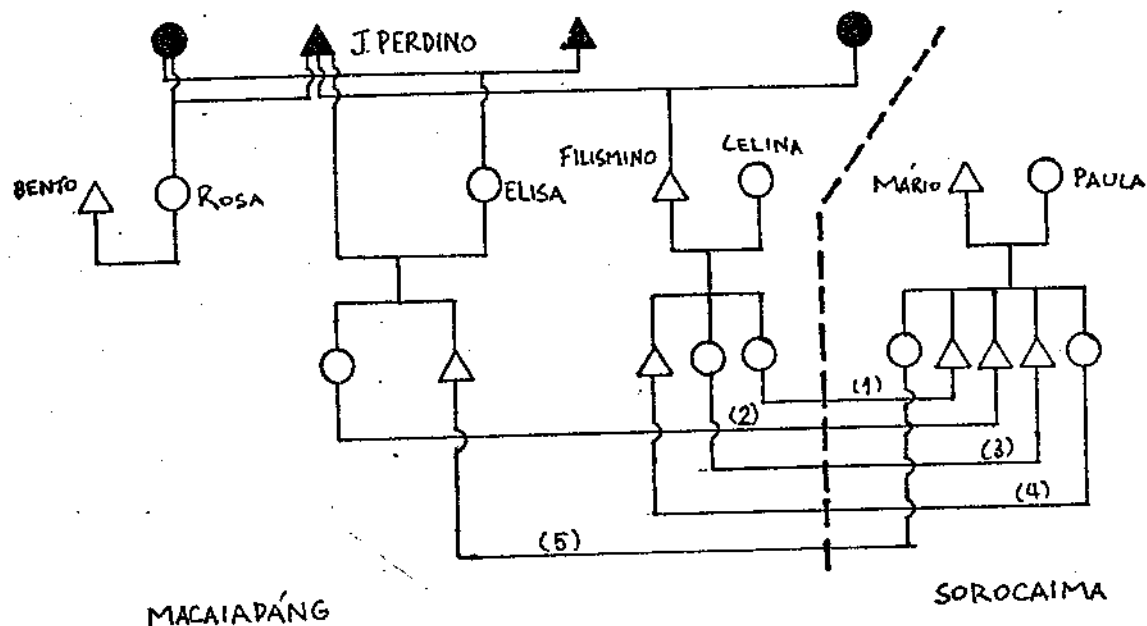 J. PERDINO
BENTO
ROSA
ELISA
FILISMINO
CELINA
MÁRIO
PAULA
(1)
(2)
(3)
(4)
(5)
MACAIAPÁNG
SOROCAIMA